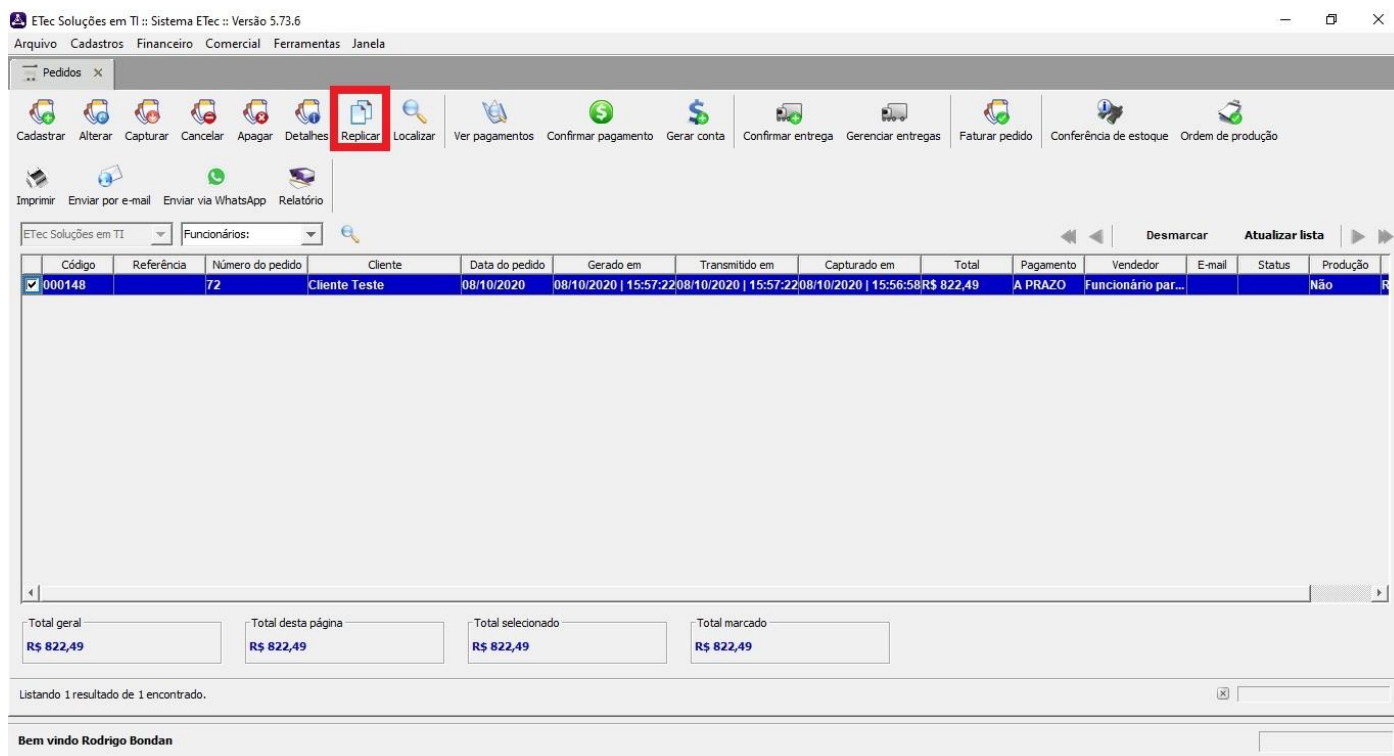 ETec Soluções em TI :: Sistema ETec :: Versão 5.73.6
Arquivo Cadastros Financeiro Comercial Ferramentas Janela
Pedidos
Cadastrar Alterar Capturar Cancelar Apagar Detalhes Replicar Localizar Ver pagamentos Confirmar pagamento Gerar conta Confirmar entrega Gerenciar entregas Faturar pedido Conferência de estoque Ordem de produção
Imprimir Enviar por e-mail Enviar via WhatsApp Relatório
ETec Soluções em TI Funcionários: Desmarcar Atualizar lista
Código Referência Número do pedido Cliente Data do pedido Gerado em Transmitido em Capturado em Total Pagamento Vendedor E-mail Status Produção
000148 72 Cliente Teste 08/10/2020 08/10/2020 | 15:57:22 08/10/2020 | 15:57:22 08/10/2020 | 15:56:58 R$ 822,49 A PRAZO Funcionário par... Não R
Total geral Total desta página Total selecionado Total marcado
R$ 822,49 R$ 822,49 R$ 822,49 R$ 822,49
Listando 1 resultado de 1 encontrado.
Bem vindo Rodrigo Bondan